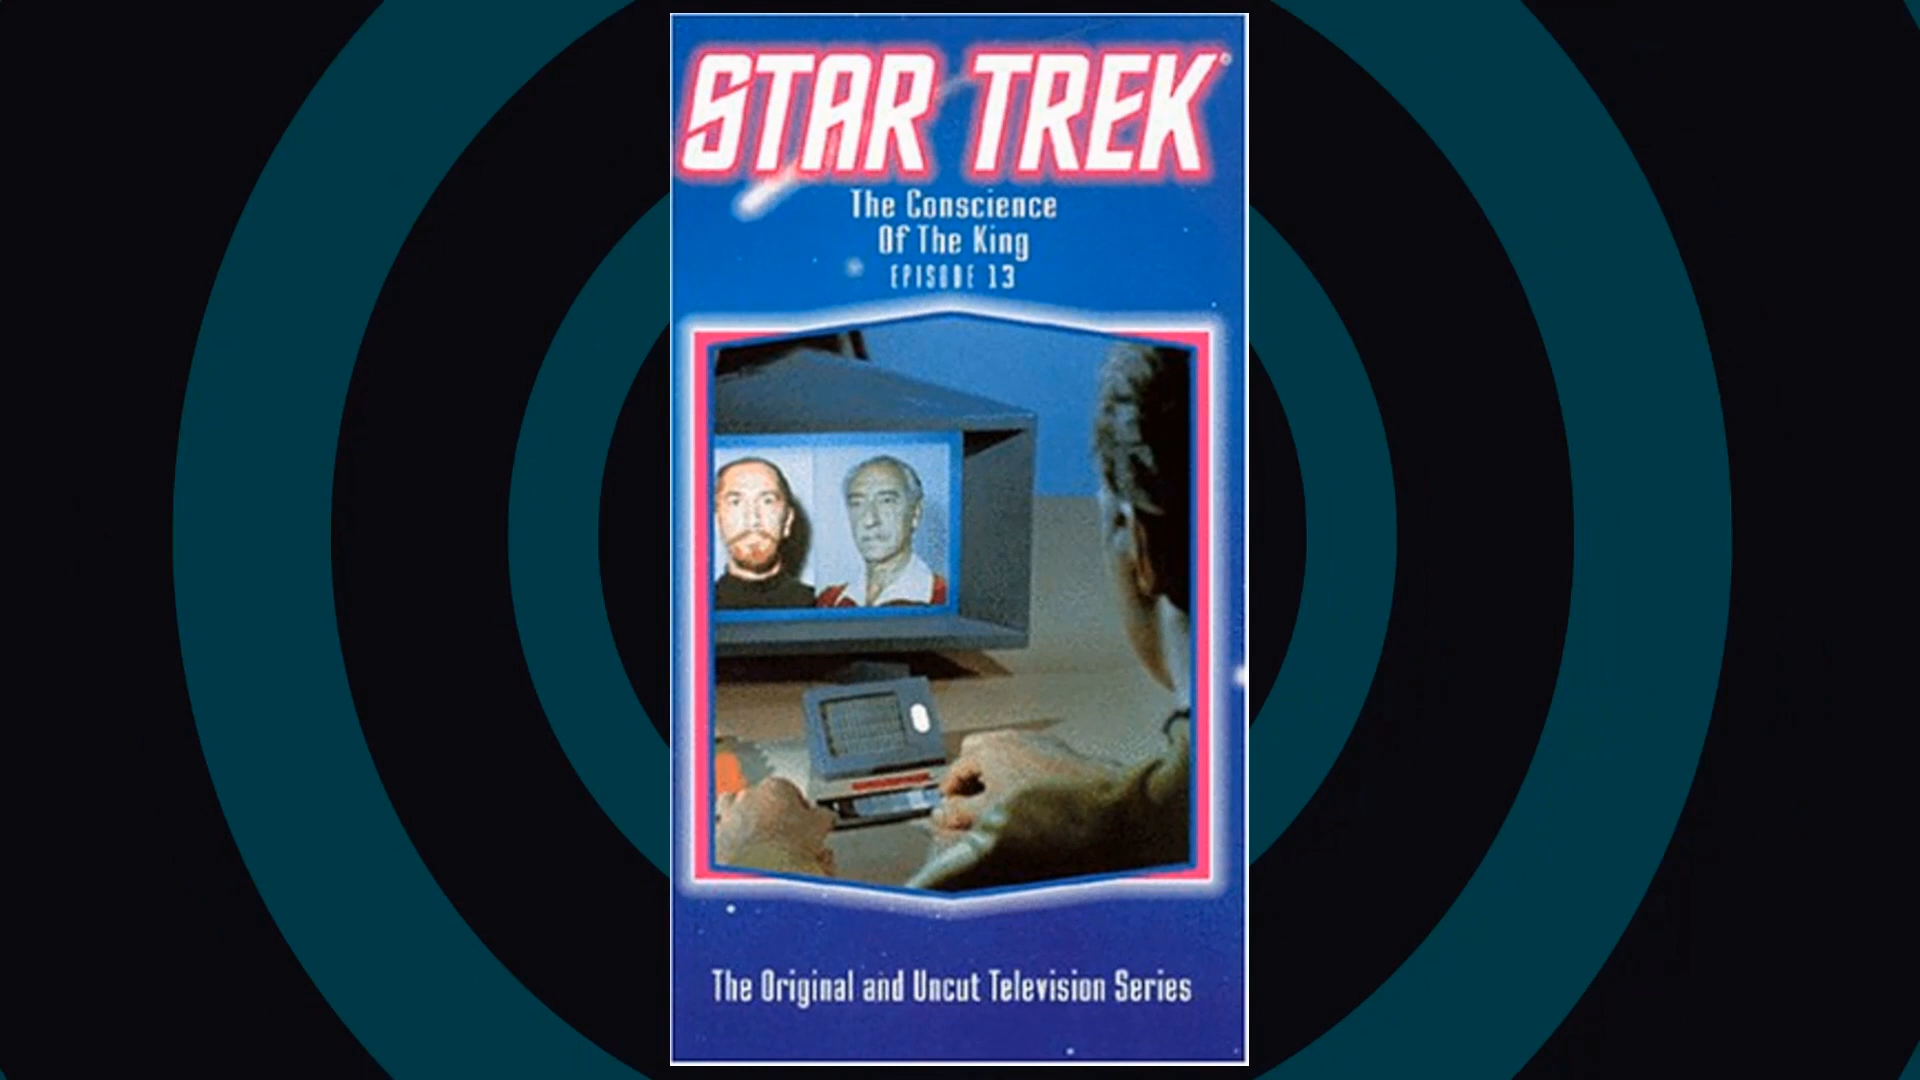 STAR TREK®
The Conscience
Of The King
EPISODE 13
The Original and Uncut Television Series